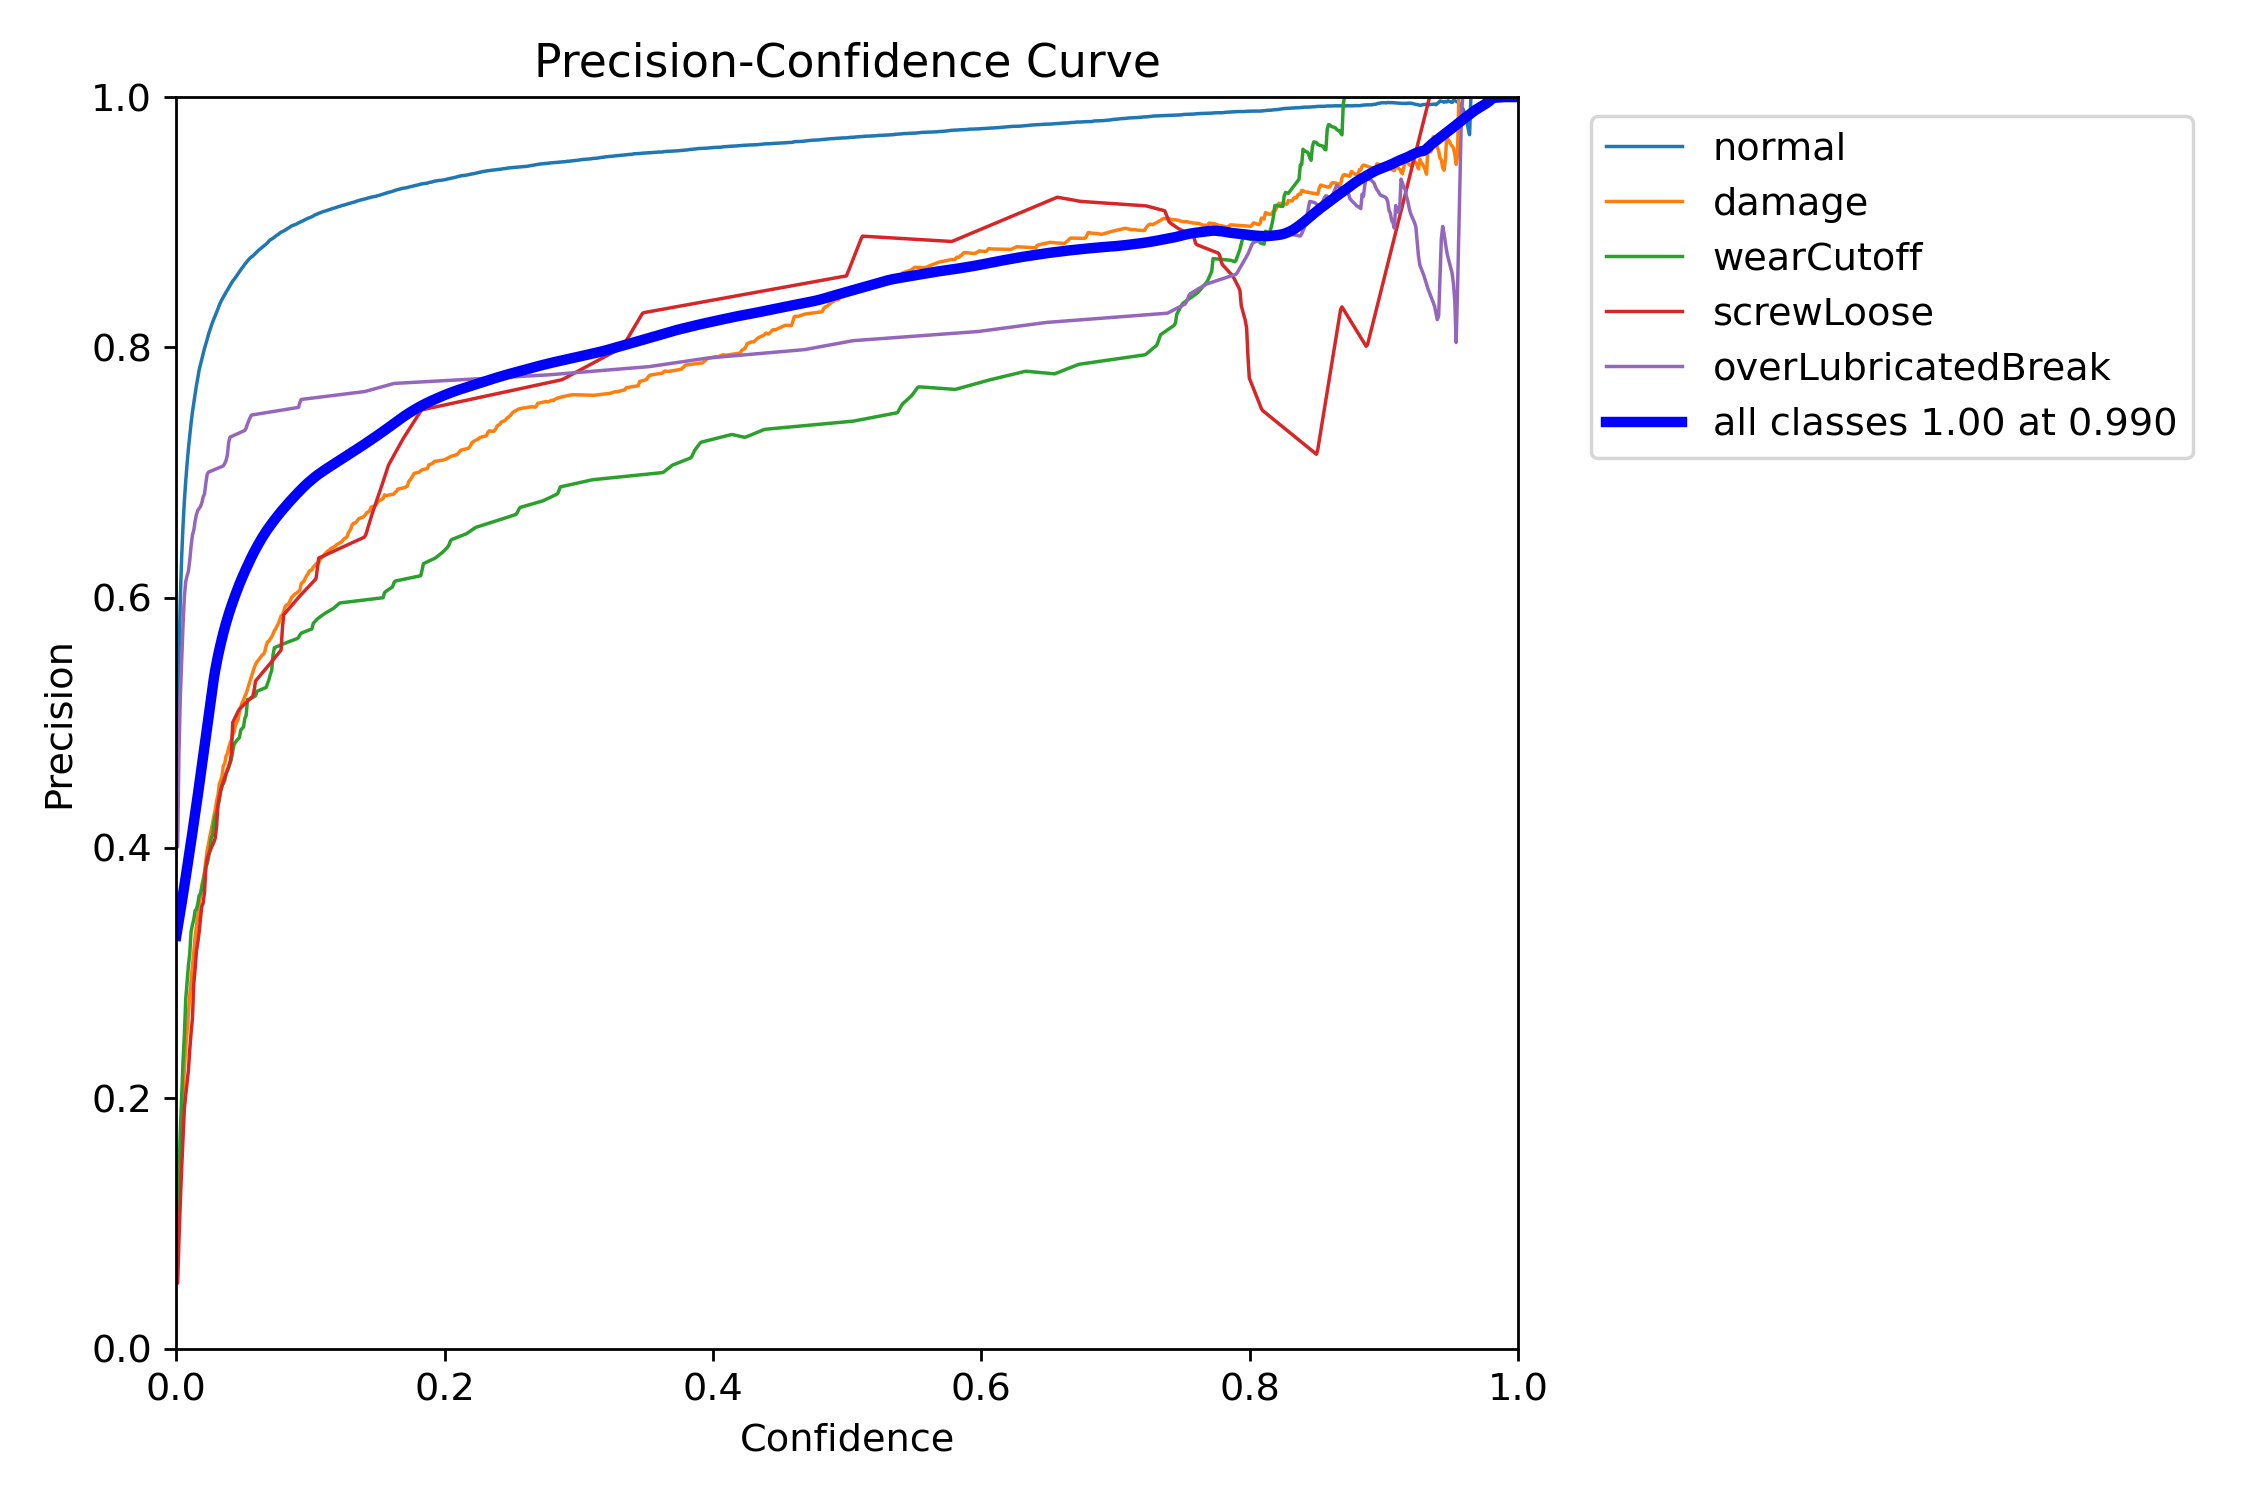 Precision-Confidence Curve
1.0
0.8
0.6
0.4
0.2
0.0
Precision
0.0 0.2 0.4 0.6 0.8 1.0
Confidence
normal
damage
wearCutoff
screwLoose
overLubricatedBreak
all classes 1.00 at 0.990